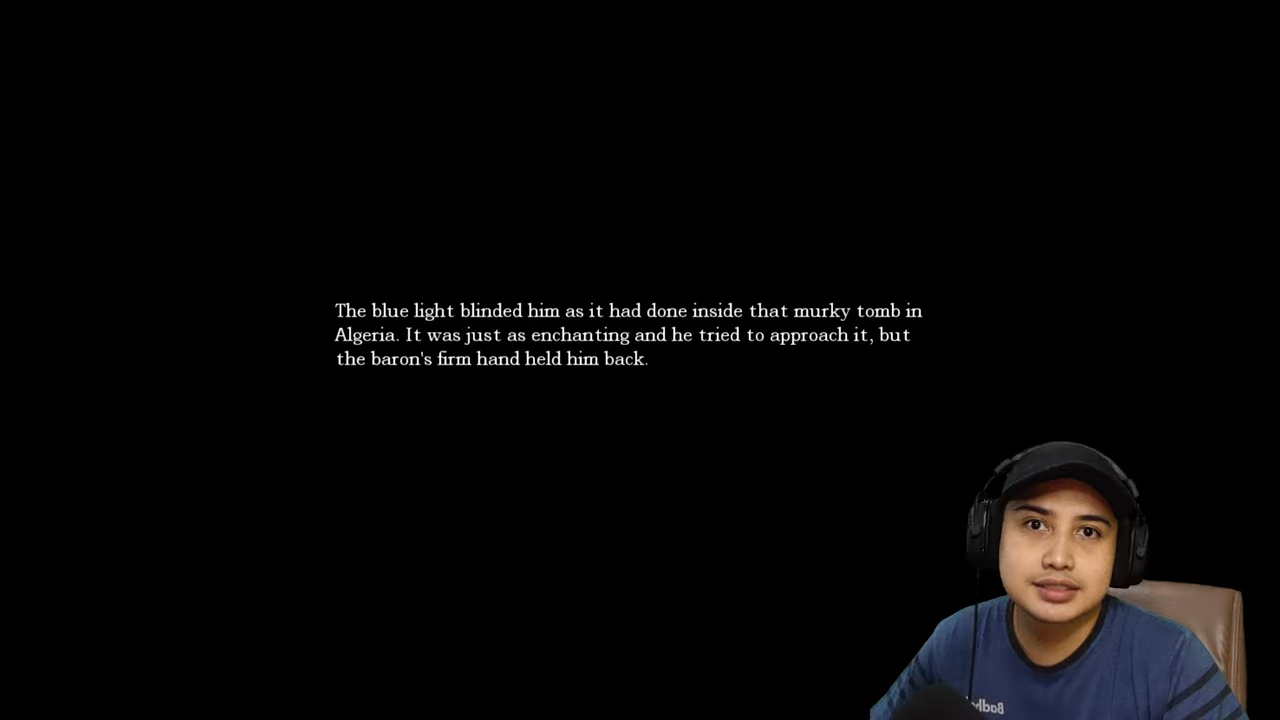 The blue light blinded him as it had done inside that murky tomb in
Algeria. It was just as enchanting and he tried to approach it, but
the baron's firm hand held him back.